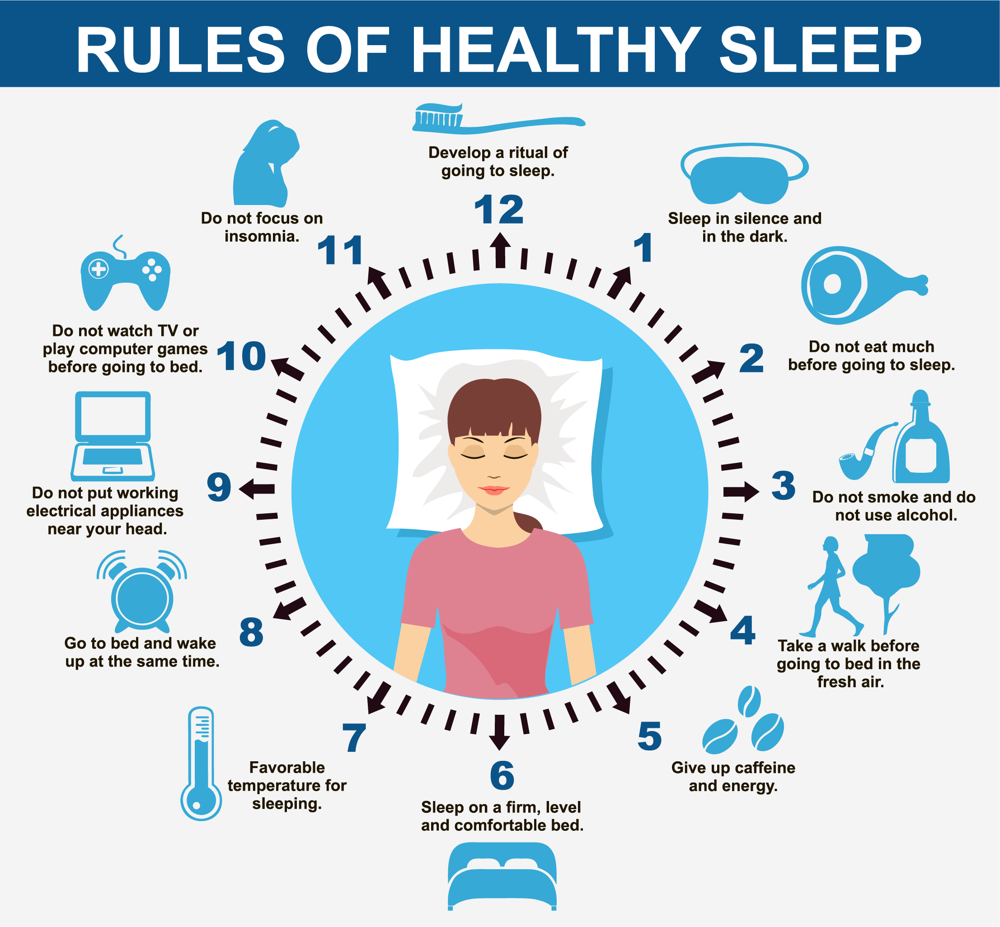 RULES OF HEALTHY SLEEP
Develop a ritual of
going to sleep.
12
Sleep in silence and
in the dark.
1
Do not eat much
before going to sleep.
2
Do not smoke and do
not use alcohol.
3
Take a walk before
going to bed in the
fresh air.
4
Give up caffeine
and energy.
5
6
Sleep on a firm, level
and comfortable bed.
7
Favorable
temperature for
sleeping.
8
Go to bed and wake
up at the same time.
9
Do not put working
electrical appliances
near your head.
10
Do not watch TV or
play computer games
before going to bed.
11
Do not focus on
insomnia.